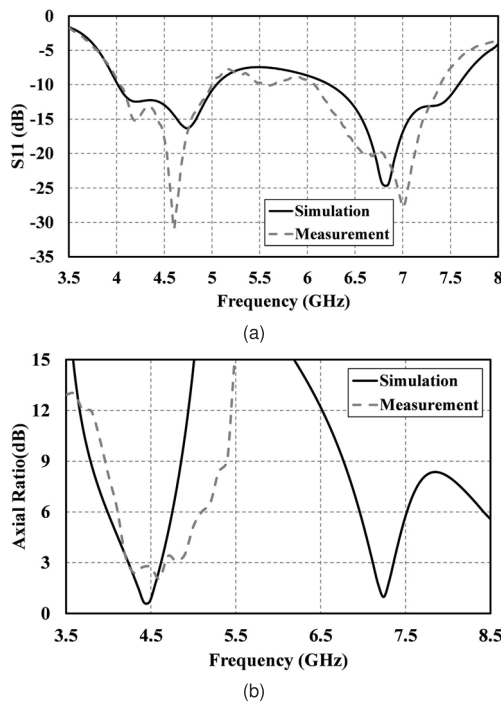 0
-5
-10
-15
-20
-25
-30
-35
S11 (dB)
Simulation
Measurement
3.5 4 4.5 5 5.5 6 6.5 7 7.5 8
Frequency (GHz)
(a)
15
12
9
6
3
0
Axial Ratio(dB)
Simulation
Measurement
3.5 4.5 5.5 6.5 7.5 8.5
Frequency (GHz)
(b)